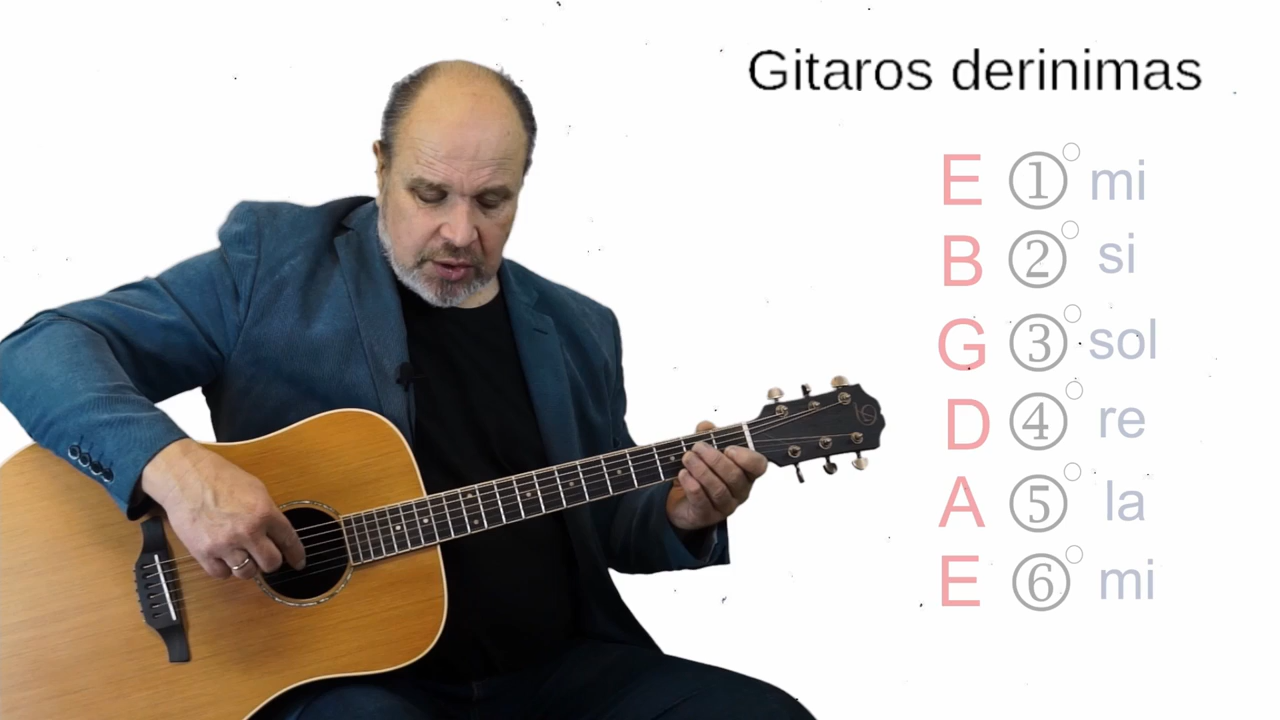 Gitaros derinimas
E ① ○ mi
B ② ○ si
G ③ ○ sol
D ④ ○ re
A ⑤ ○ la
E ⑥ ○ mi